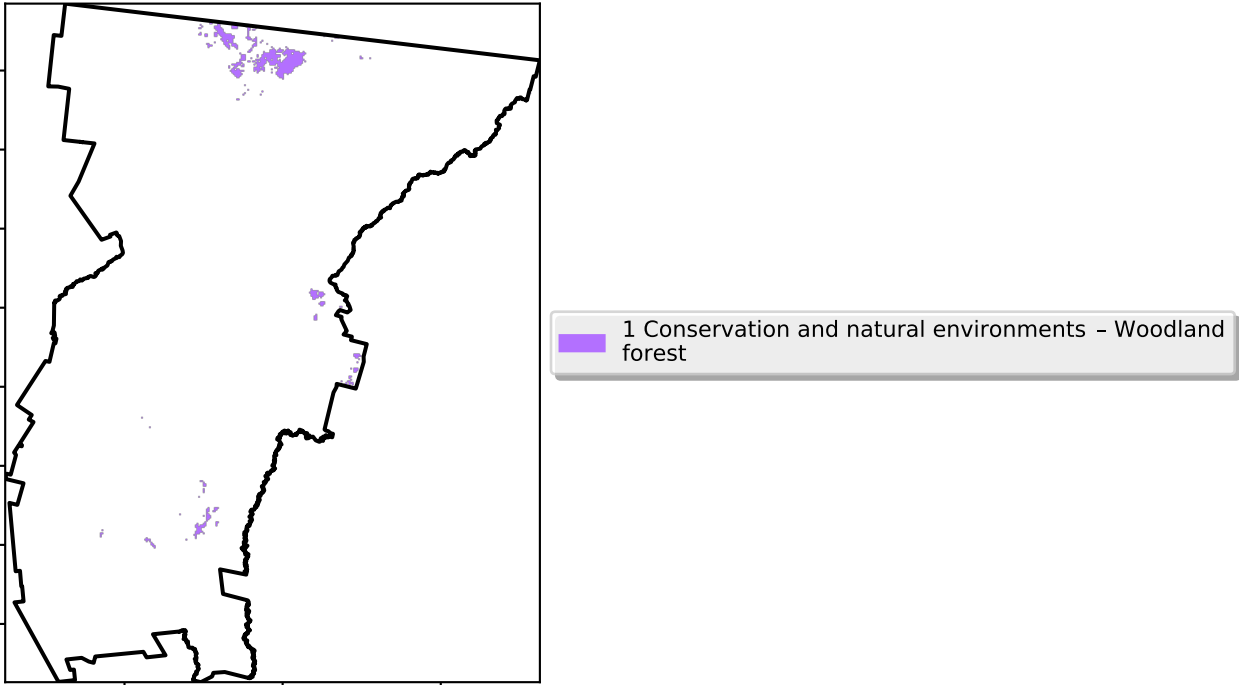 1 Conservation and natural environments – Woodland
forest